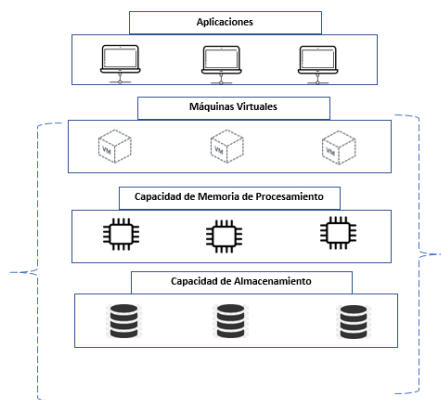 Aplicaciones
Máquinas Virtuales
VM VM VM
Capacidad de Memoria de Procesamiento
Capacidad de Almacenamiento